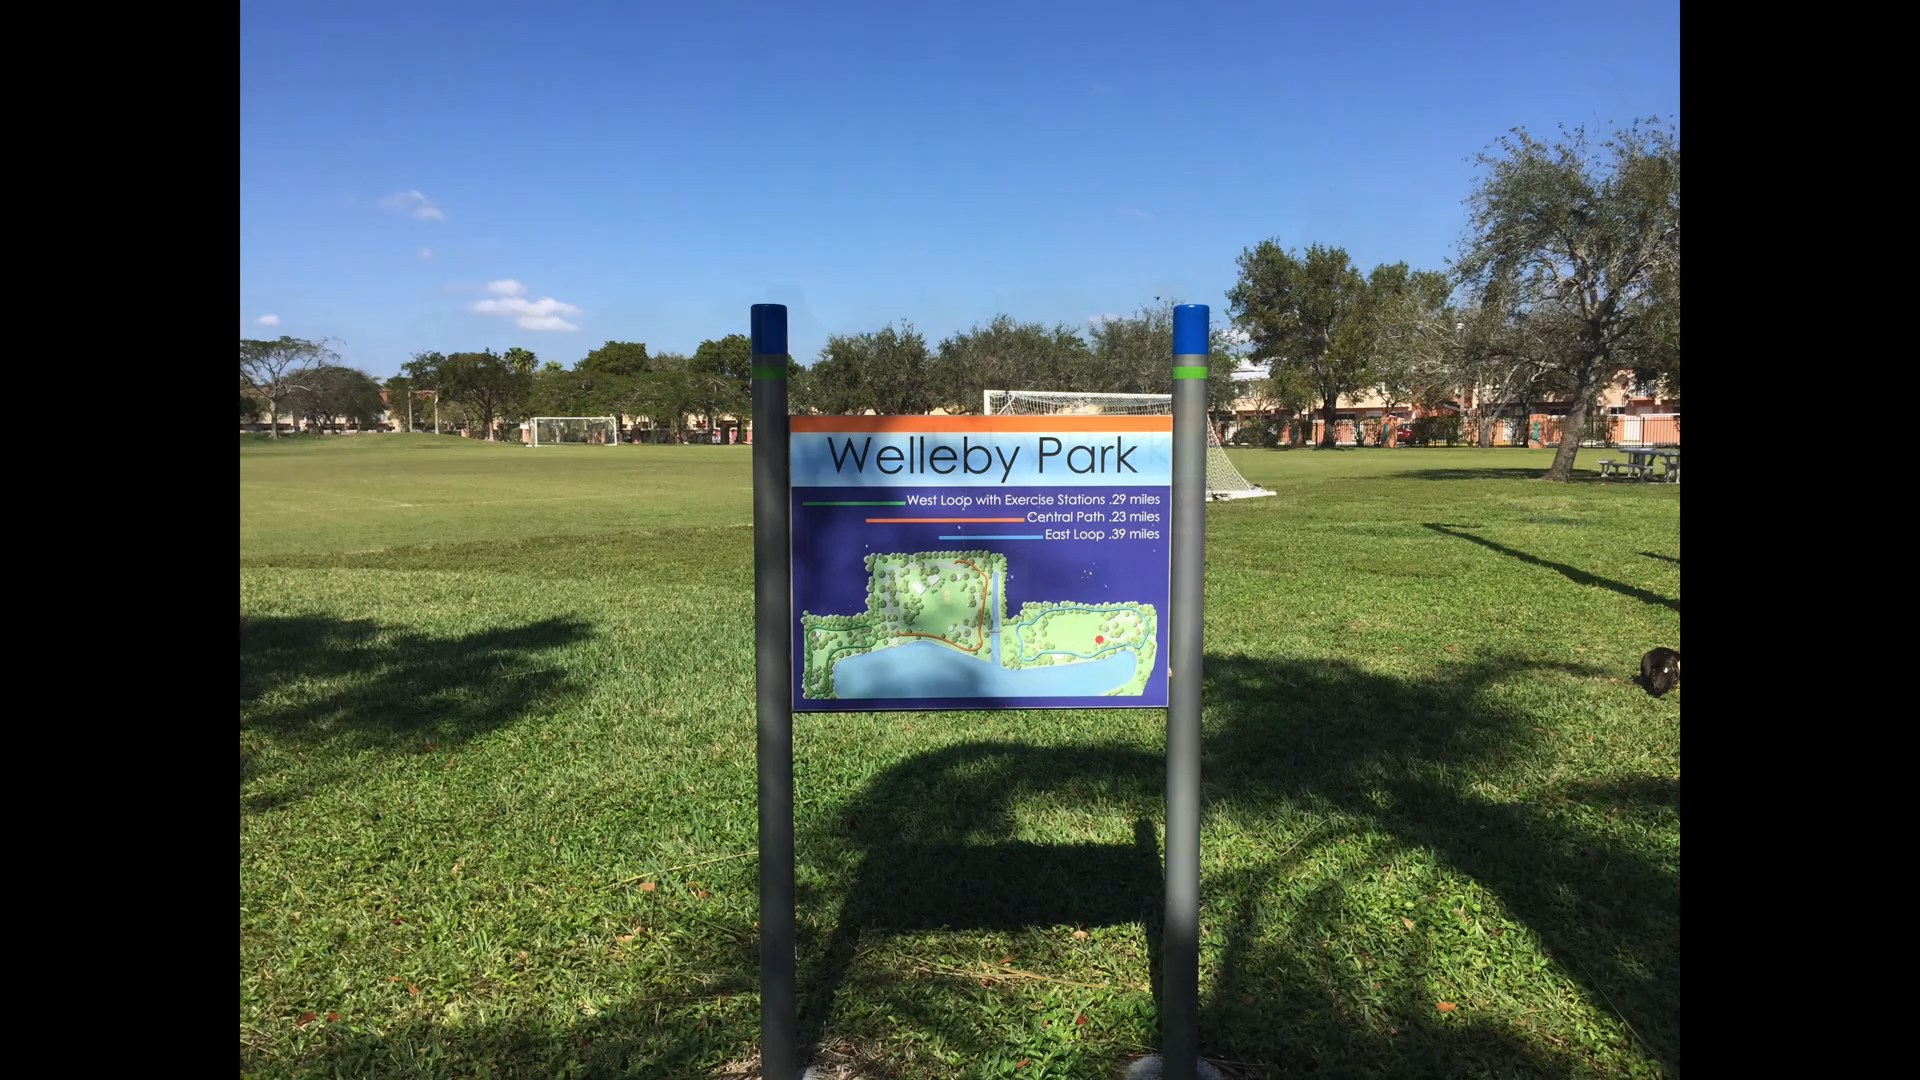 Welleby Park
West Loop with Exercise Stations .29 miles
Central Path .23 miles
East Loop .39 miles